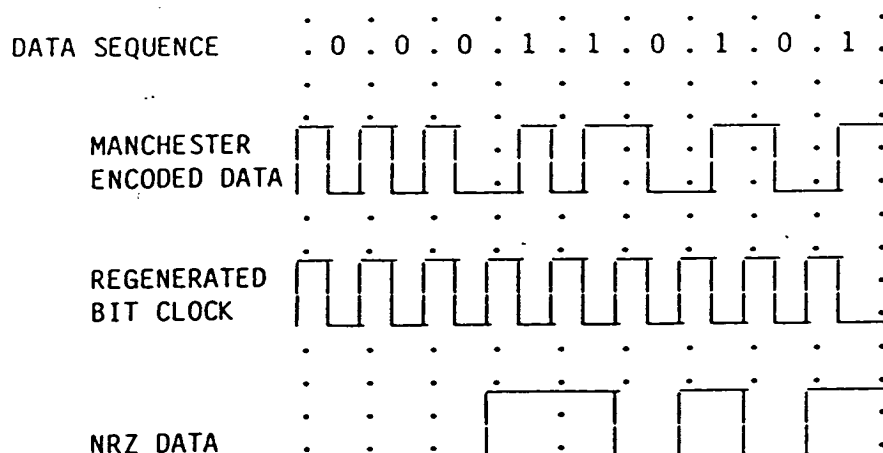 DATA SEQUENCE . 0 . 0 . 0 . 1 . 1 . 0 . 1 . 0 . 1 .
MANCHESTER
ENCODED DATA
REGENERATED
BIT CLOCK
NRZ DATA